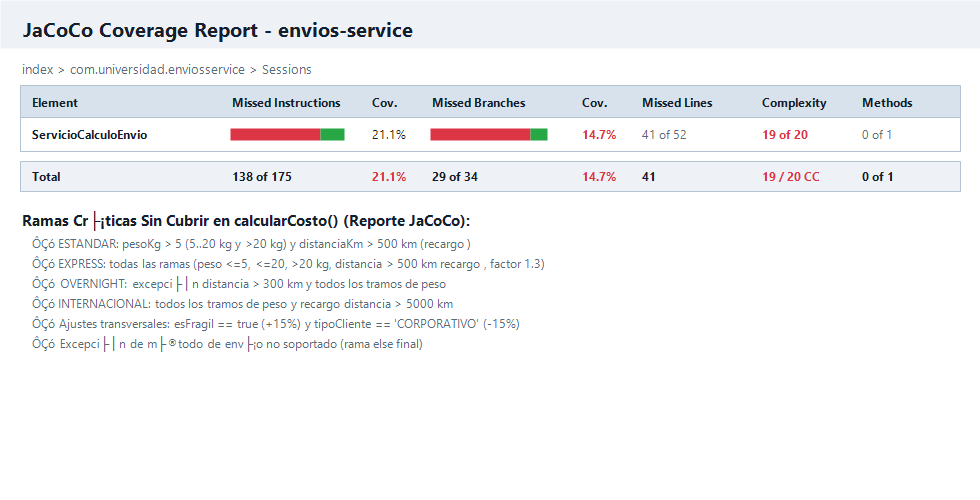 JaCoCo Coverage Report - envios-service
index > com.universidad.enviosservice > Sessions
Element Missed Instructions Cov. Missed Branches Cov. Missed Lines Complexity Methods
ServicioCalculoEnvio 21.1% 14.7% 41 of 52 19 of 20 0 of 1
Total 138 of 175 21.1% 29 of 34 14.7% 41 19 / 20 CC 0 of 1
Ramas Cr├¡ticas Sin Cubrir en calcularCosto() (Reporte JaCoCo):
ÔÇó ESTANDAR: pesoKg > 5 (5..20 kg y >20 kg) y distanciaKm > 500 km (recargo )
ÔÇó EXPRESS: todas las ramas (peso <=5, <=20, >20 kg, distancia > 500 km recargo , factor 1.3)
ÔÇó OVERNIGHT: excepci├│n distancia > 300 km y todos los tramos de peso
ÔÇó INTERNACIONAL: todos los tramos de peso y recargo distancia > 5000 km
ÔÇó Ajustes transversales: esFragil == true (+15%) y tipoCliente == 'CORPORATIVO' (-15%)
ÔÇó Excepci├│n de m├®todo de env├¡o no soportado (rama else final)